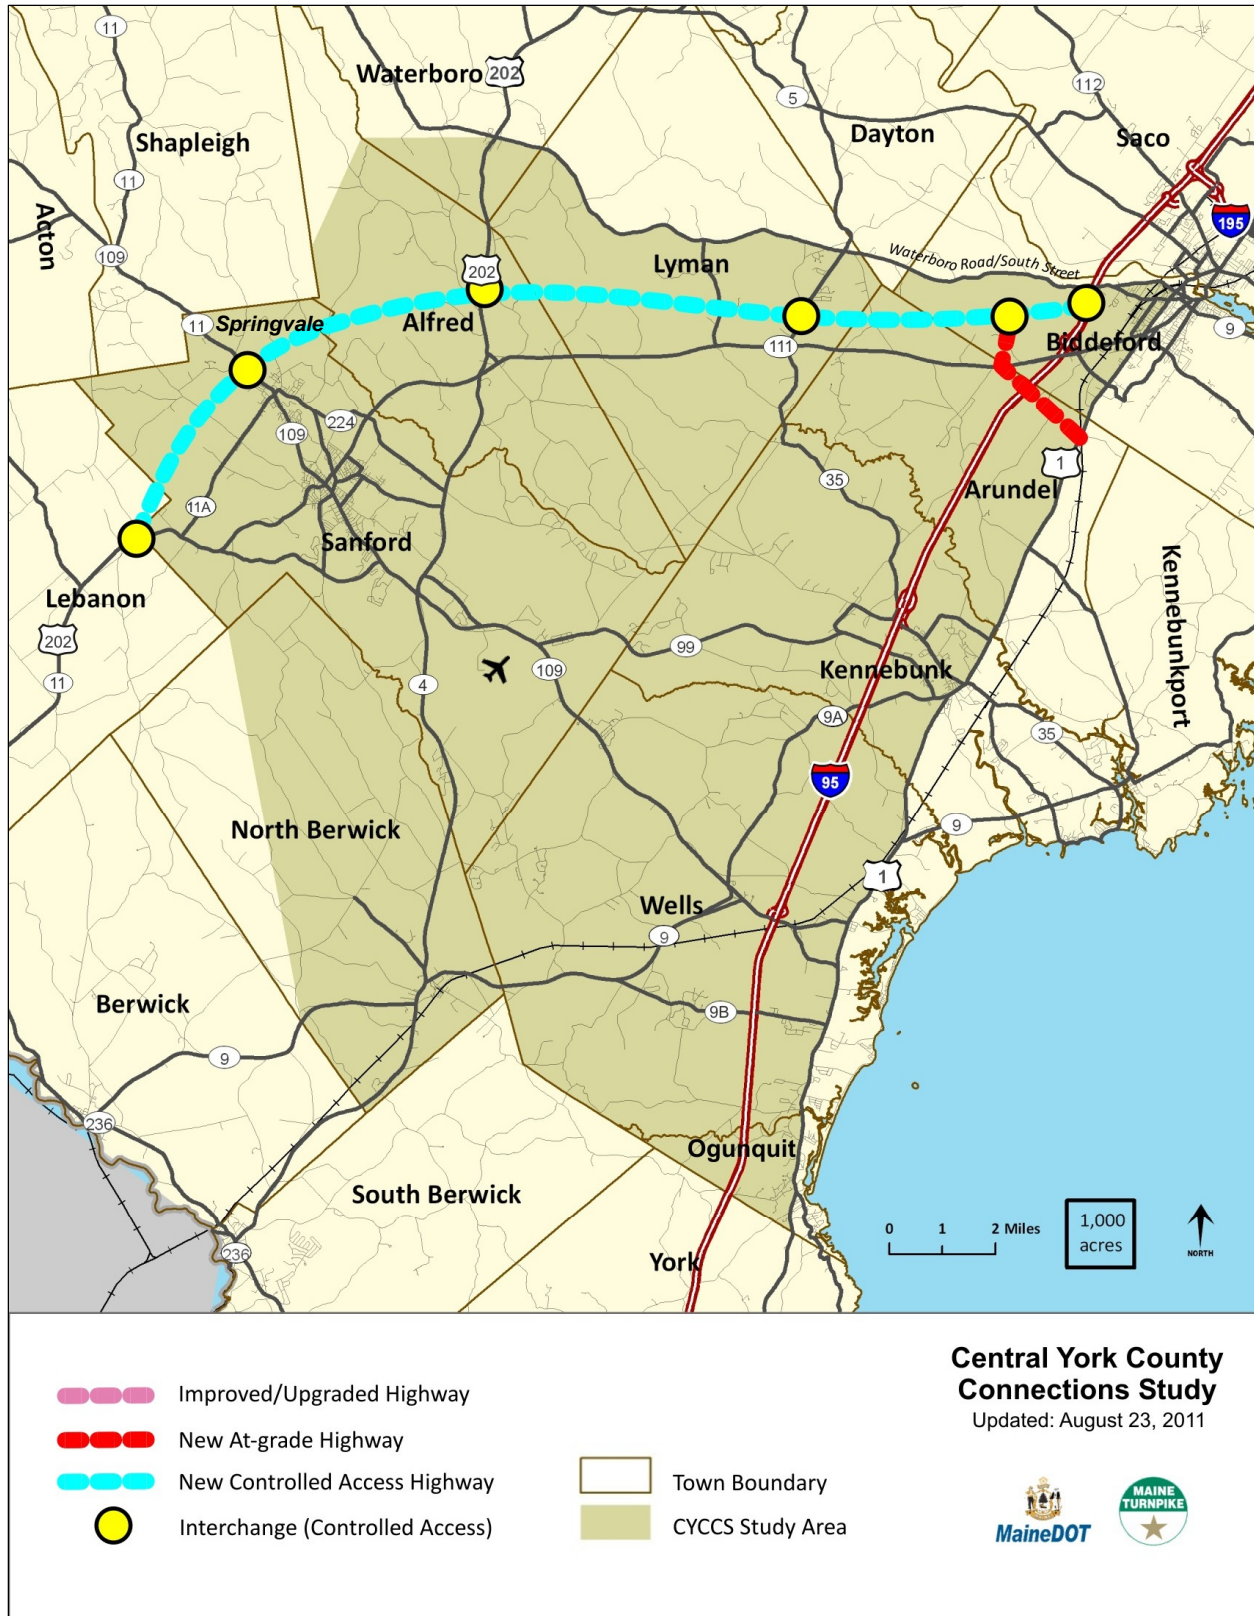 11
Waterboro
202
5
112
Dayton
Saco
Shapleigh
11
Acton
109
195
Waterboro Road/South Street
Lyman
202
Alfred
11
Springvale
9
Biddeford
111
224
109
1
35
Arundel
11A
Sanford
Kennebunkport
Lebanon
202
99
Kennebunk
11
4
109
9A
35
95
North Berwick
9
1
Wells
9
Berwick
9B
9
236
Ogunquit
South Berwick
236
York
0 1 2 Miles
1,000
acres
NORTH
Central York County
Connections Study
Updated: August 23, 2011
Improved/Upgraded Highway
New At-grade Highway
New Controlled Access Highway
Interchange (Controlled Access)
Town Boundary
CYCCS Study Area
MaineDOT
MAINE
TURNPIKE